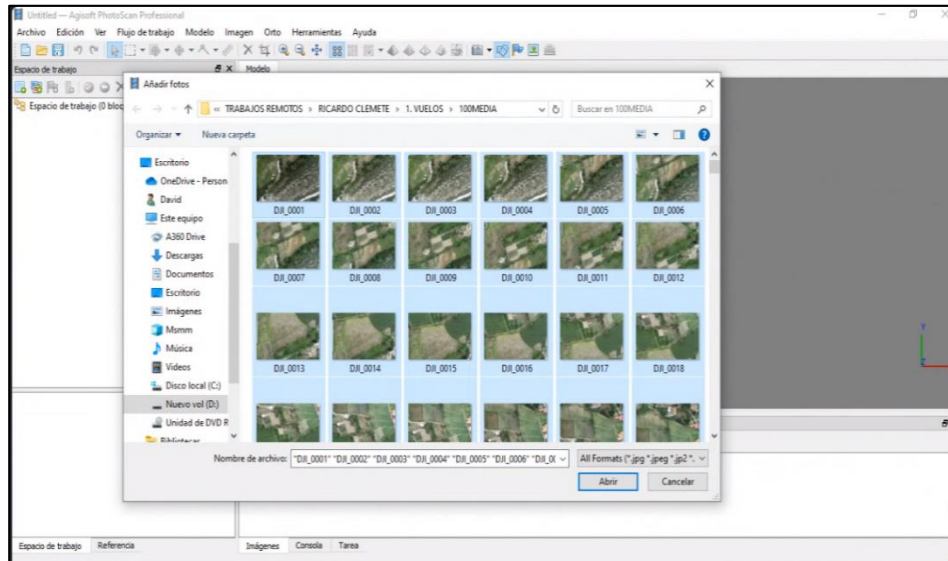 Untitled — Agisoft PhotoScan Professional
Archivo Edición Ver Flujo de trabajo Modelo Imagen Orto Herramientas Ayuda
Espacio de trabajo Modelo
Espacio de trabajo (0 bloc
Añadir fotos
« TRABAJOS REMOTOS > RICARDO CLEMETE > 1. VUELOS > 100MEDIA
Buscar en 100MEDIA
Organizar Nueva carpeta
Escritorio
OneDrive - Person
David
Este equipo
A360 Drive
Descargas
Documentos
Escritorio
Imágenes
Msmm
Música
Videos
Disco local (C:)
Nuevo vol (D:)
Unidad de DVD R
Bibliotecas
DJI_0001 DJI_0002 DJI_0003 DJI_0004 DJI_0005 DJI_0006
DJI_0007 DJI_0008 DJI_0009 DJI_0010 DJI_0011 DJI_0012
DJI_0013 DJI_0014 DJI_0015 DJI_0016 DJI_0017 DJI_0018
Nombre de archivo: "DJI_0001" "DJI_0002" "DJI_0003" "DJI_0004" "DJI_0005" "DJI_0006" "DJI_0(
All Formats (*.jpg *.jpeg *.jp2 *.
Abrir Cancelar
Y
Espacio de trabajo Referencia
Imágenes Consola Tarea